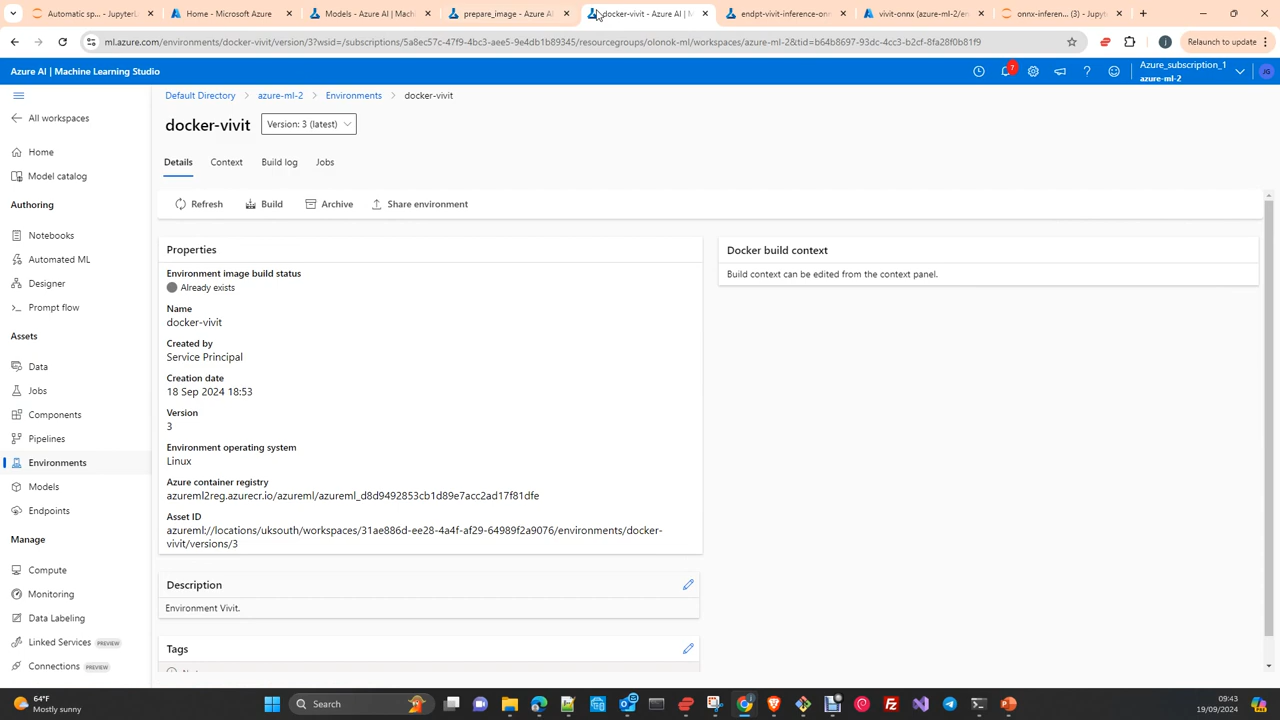 Automatic sp... - JupyterL
Home - Microsoft Azure
Models - Azure AI | Machin
prepare_image - Azure AI
docker-vivit - Azure AI | M
endpt-vivit-inference-onn
vivit-onnx (azure-ml-2/en
onnx-inferen... (3) - Jupyt
ml.azure.com/environments/docker-vivit/version/3?wsid=/subscriptions/5a8ec57c-47f9-4bc3-aee5-9e4db1b89345/resourcegroups/olonok-ml/workspaces/azure-ml-2&tid=b64b8697-93dc-4cc3-b2cf-8fa28f0b81f9
Relaunch to update
Azure AI | Machine Learning Studio
7
Azure_subscription_1
azure-ml-2
JG
All workspaces
Home
Model catalog
Authoring
Notebooks
Automated ML
Designer
Prompt flow
Assets
Data
Jobs
Components
Pipelines
Environments
Models
Endpoints
Manage
Compute
Monitoring
Data Labeling
Linked Services PREVIEW
Connections PREVIEW
Default Directory > azure-ml-2 > Environments > docker-vivit
docker-vivit
Version: 3 (latest)
Details Context Build log Jobs
Refresh Build Archive Share environment
Properties
Environment image build status
Already exists
Name
docker-vivit
Created by
Service Principal
Creation date
18 Sep 2024 18:53
Version
3
Environment operating system
Linux
Azure container registry
azureml2reg.azurecr.io/azureml/azureml_d8d9492853cb1d89e7acc2ad17f81dfe
Asset ID
azureml://locations/uksouth/workspaces/31ae886d-ee28-4a4f-af29-64989f2a9076/environments/docker-
vivit/versions/3
Docker build context
Build context can be edited from the context panel.
Description
Environment Vivit.
Tags
64°F
Mostly sunny
Search
09:43
19/09/2024